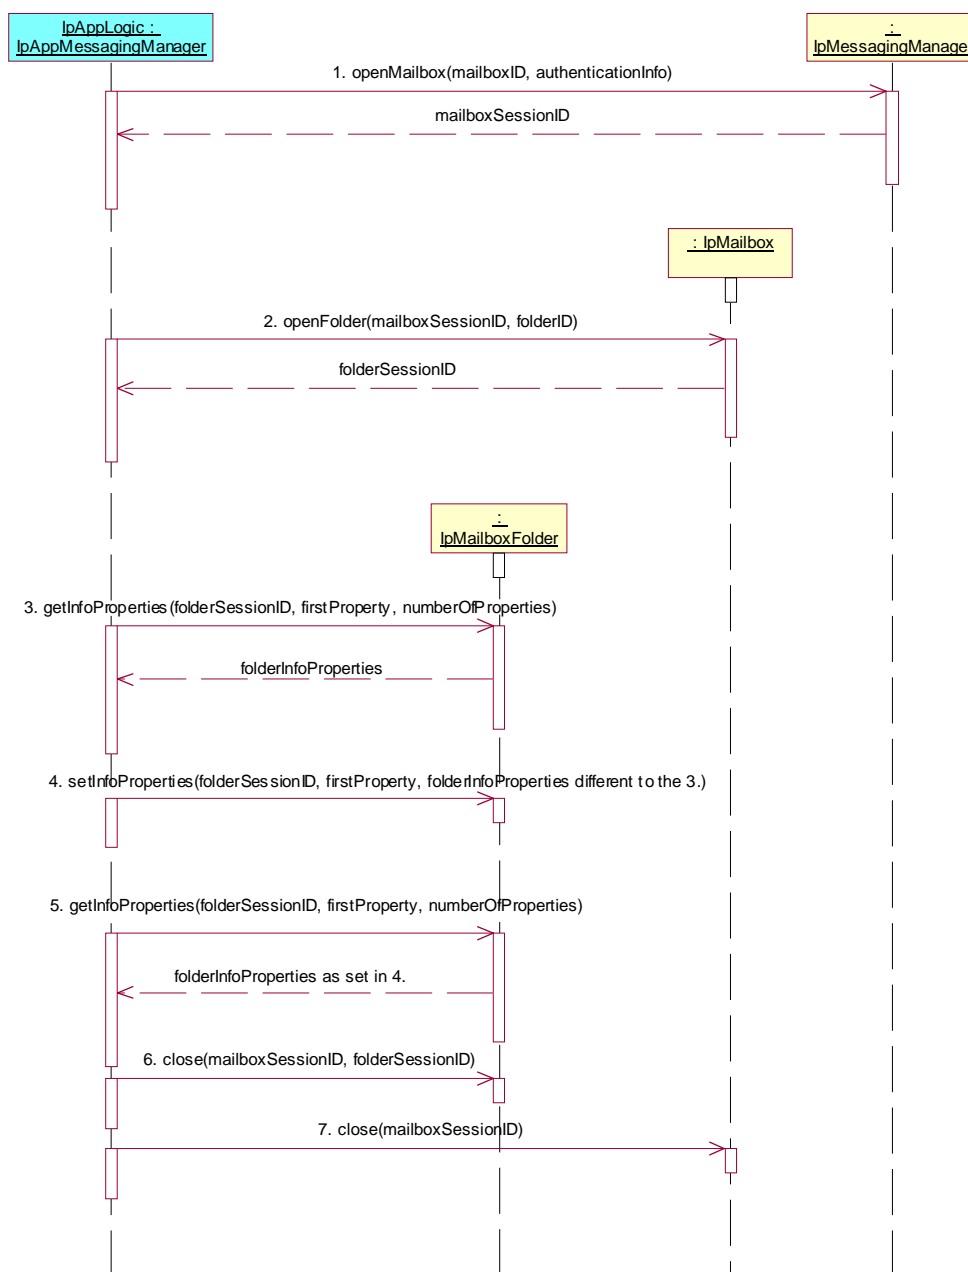 IpAppLogic :
IpAppMessagingManager
:
IpMessagingManage
1. openMailbox(mailboxID, authenticationInfo)
mailboxSessionID
: IpMailbox
2. openFolder(mailboxSessionID, folderID)
folderSessionID
:
IpMailboxFolder
3. getInfoProperties(folderSessionID, firstProperty, numberOfProperties)
folderInfoProperties
4. setInfoProperties(folderSessionID, firstProperty, folderInfoProperties different to the 3.)
5. getInfoProperties(folderSessionID, firstProperty, numberOfProperties)
folderInfoProperties as set in 4.
6. close(mailboxSessionID, folderSessionID)
7. close(mailboxSessionID)